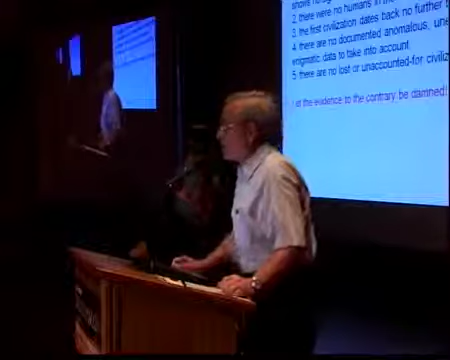 2 there were no humans in the
3 the first civilization dates back no further t
4 there are no documented anomalous, une
enigmatic data to take into account
5 there are no lost or unaccounted-for civiliz
et the evidence to the contrary be damned!